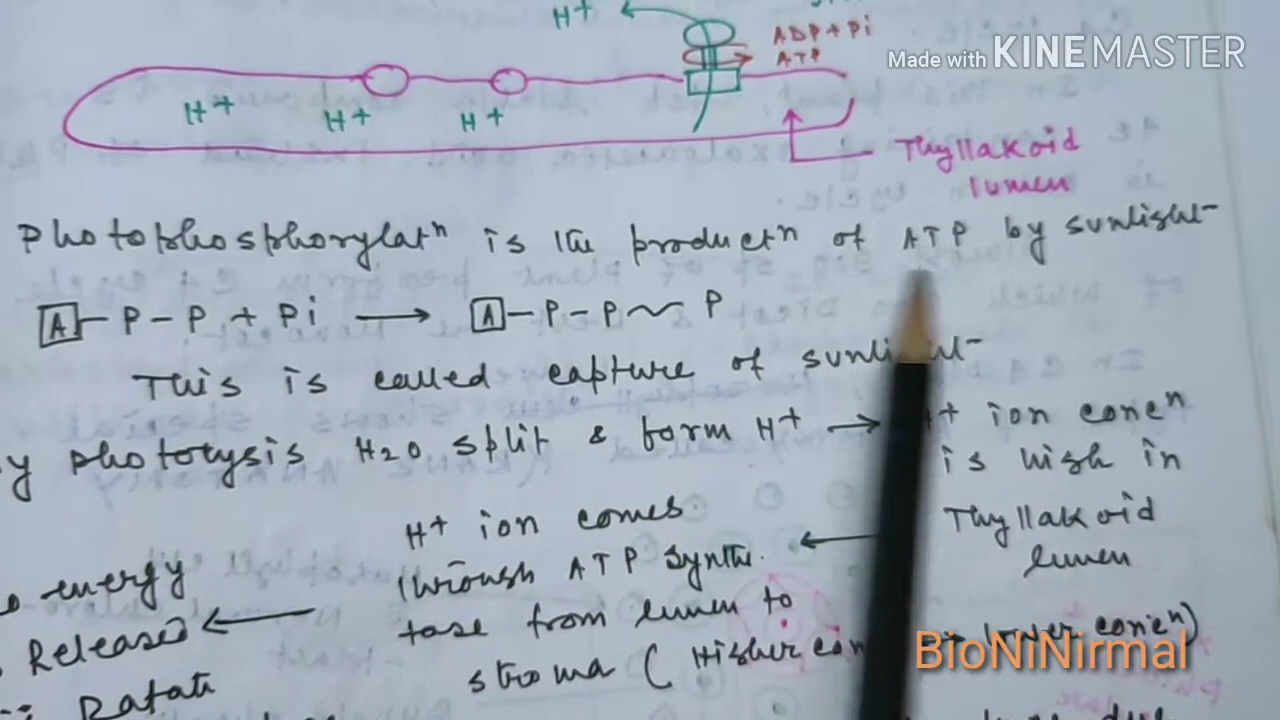 H+
ADP+Pi
ATP
Made with KINEMASTER
H+ H+ H+
Thyllakoid
lumen
Photophosphorylatⁿ is the productⁿ of ATP by sunlight
A-P-P + Pi → A-P-P~P
This is called capture of sunlight
y photolysis H2O split & form H+ → H+ ion concⁿ
is high in
Thyllakoid
lumen
H+ ion comes ←
through ATP synthe.
tase from lumen to
stroma (Higher con lower concⁿ)
energy
Released ←
Rotati
BioNiNirmal